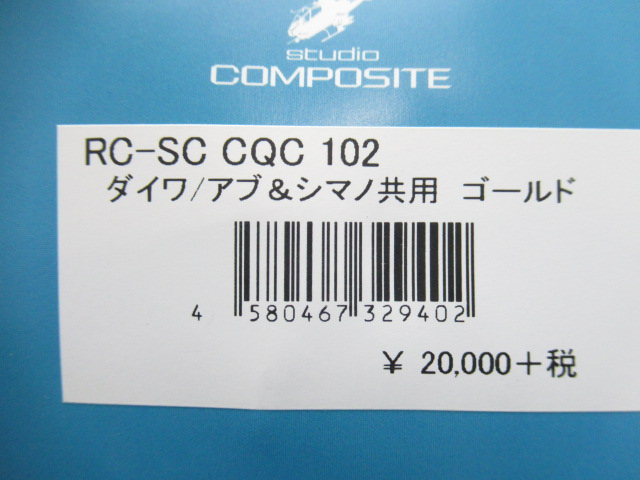 studio
COMPOSITE
RC-SC CQC 102
ダイワ/アブ&シマノ共用 ゴールド
4 580467 329402
¥ 20,000+税